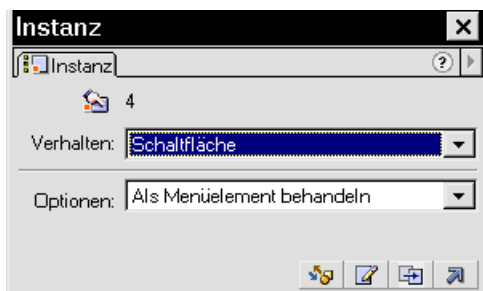 Instanz
Instanz
4
Verhalten: Schaltfläche
Optionen: Als Menüelement behandeln